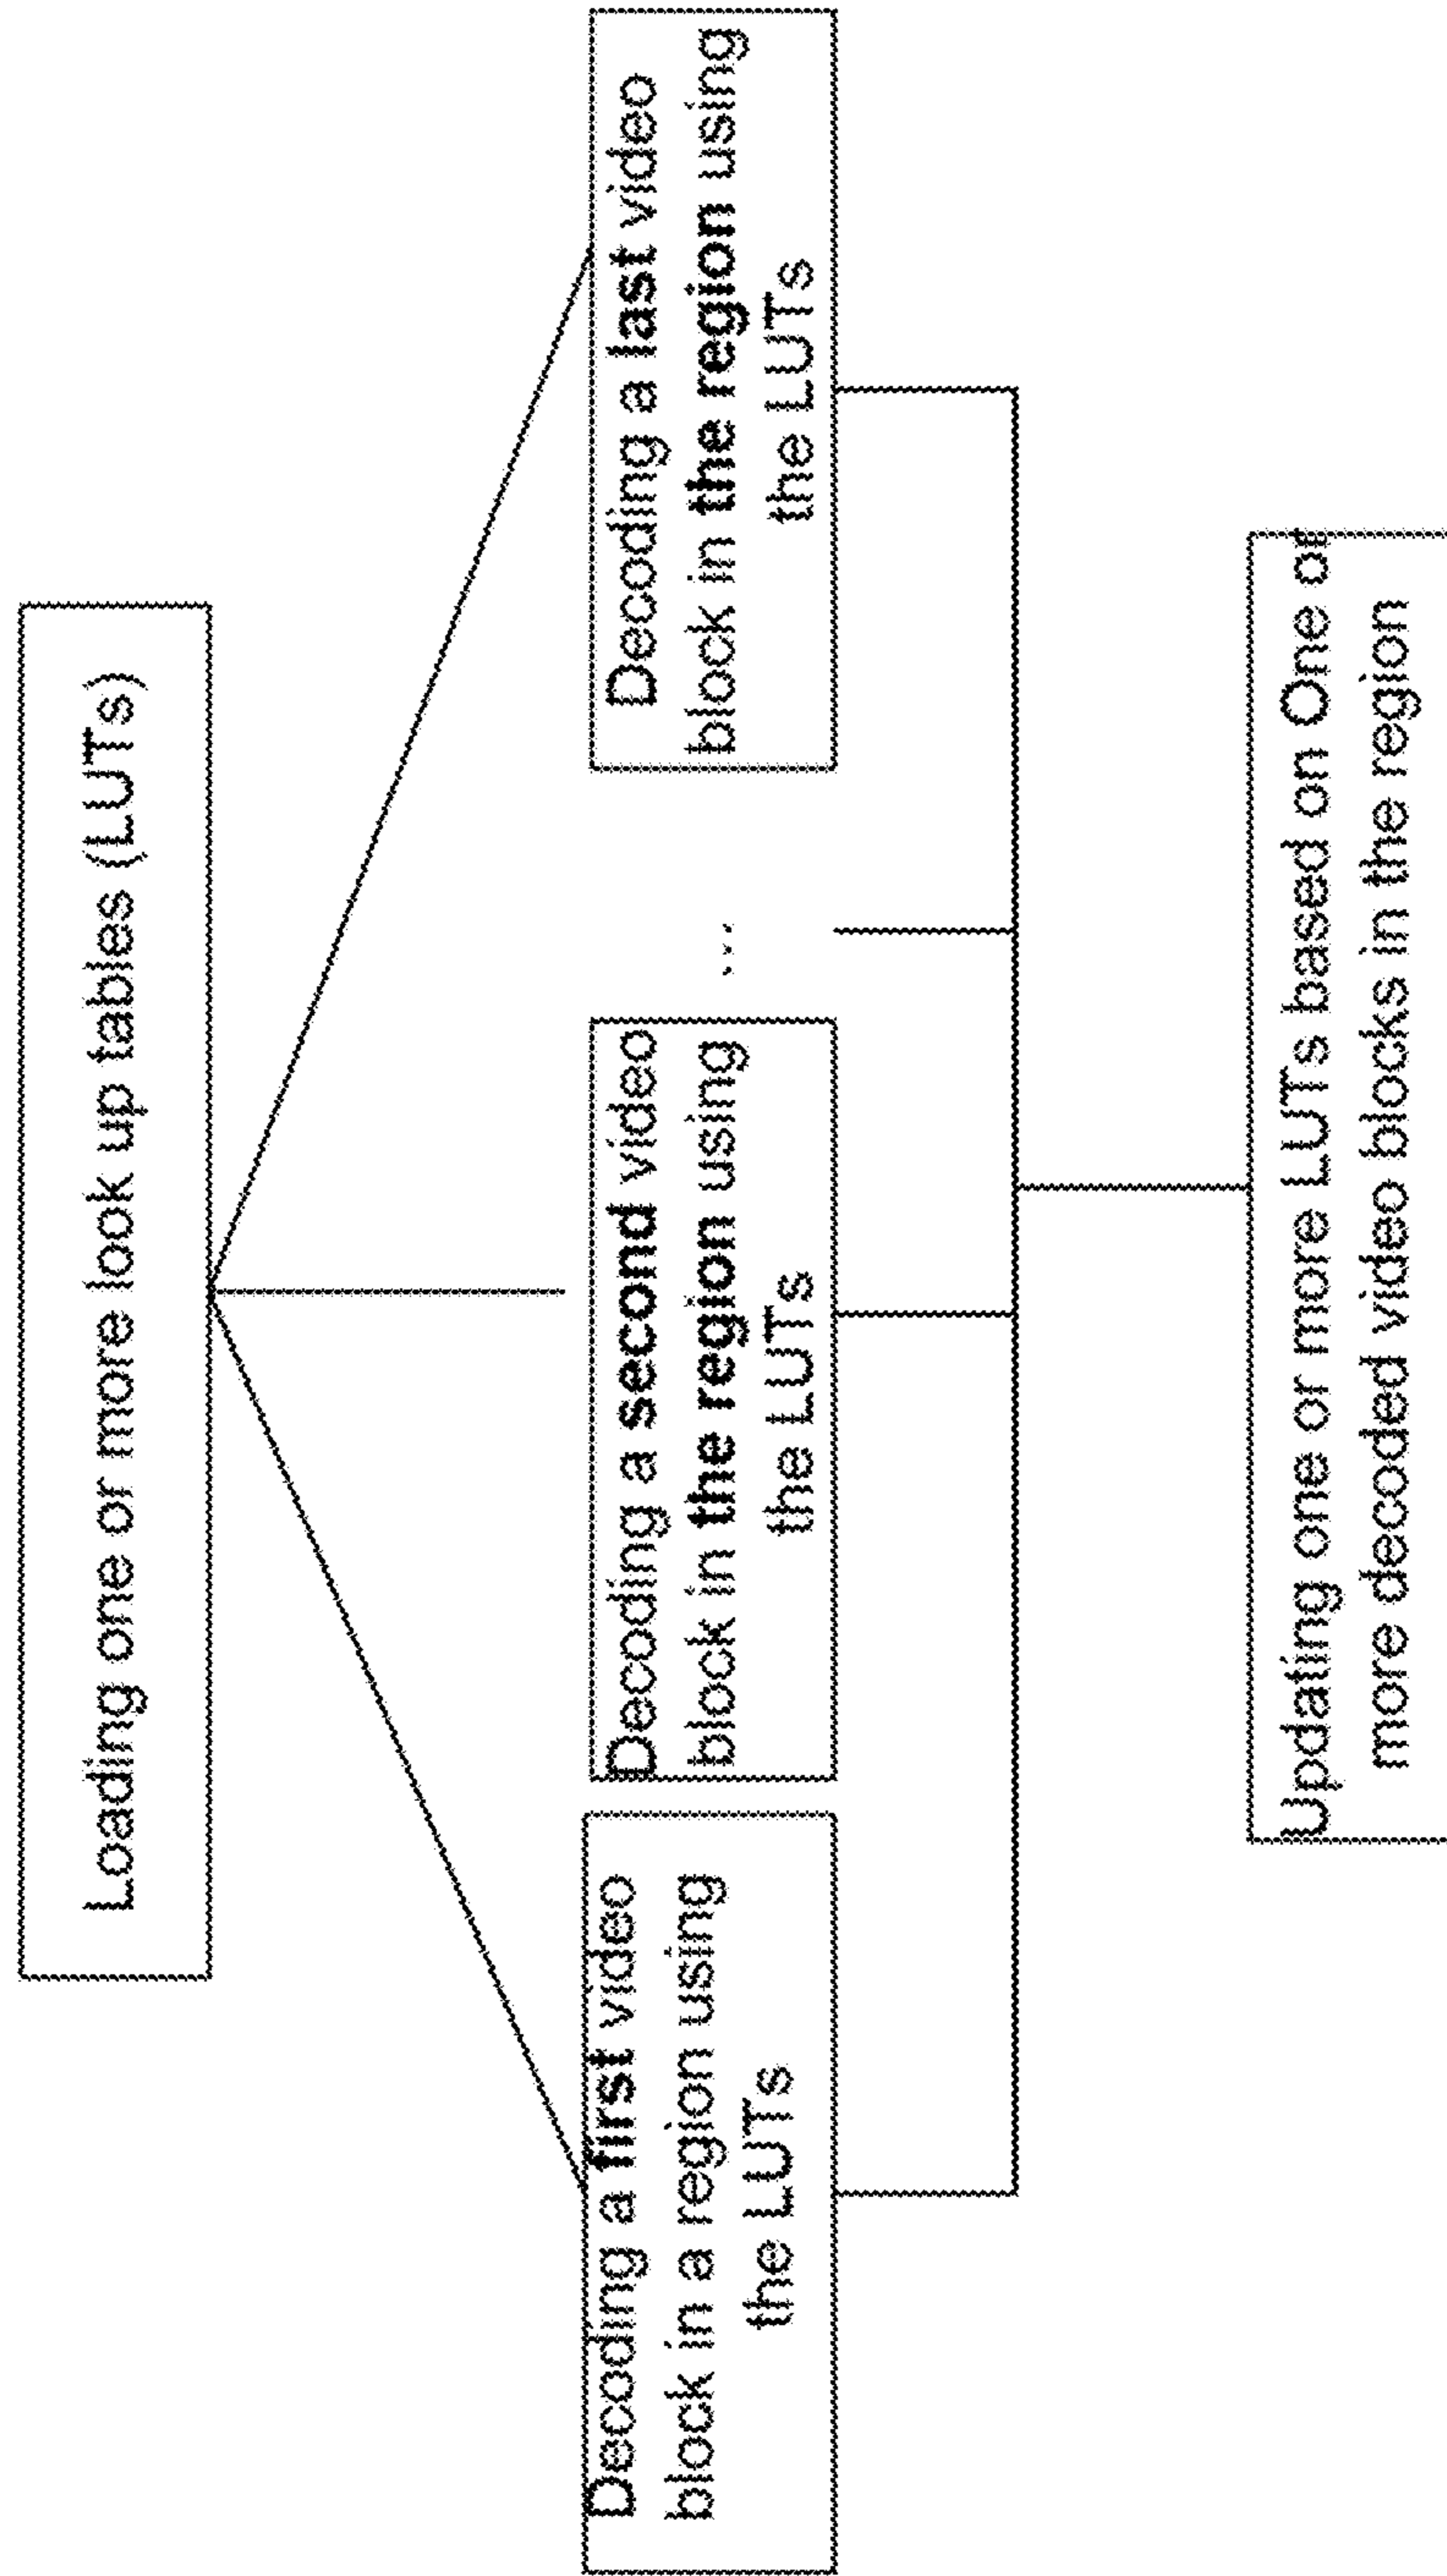 Loading one or more look up tables (LUTs)
Decoding a first video
block in a region using
the LUTs
Decoding a second video
block in the region using
the LUTs
...
Decoding a last video
block in the region using
the LUTs
Updating one or more LUTs based on One or
more decoded video blocks in the region